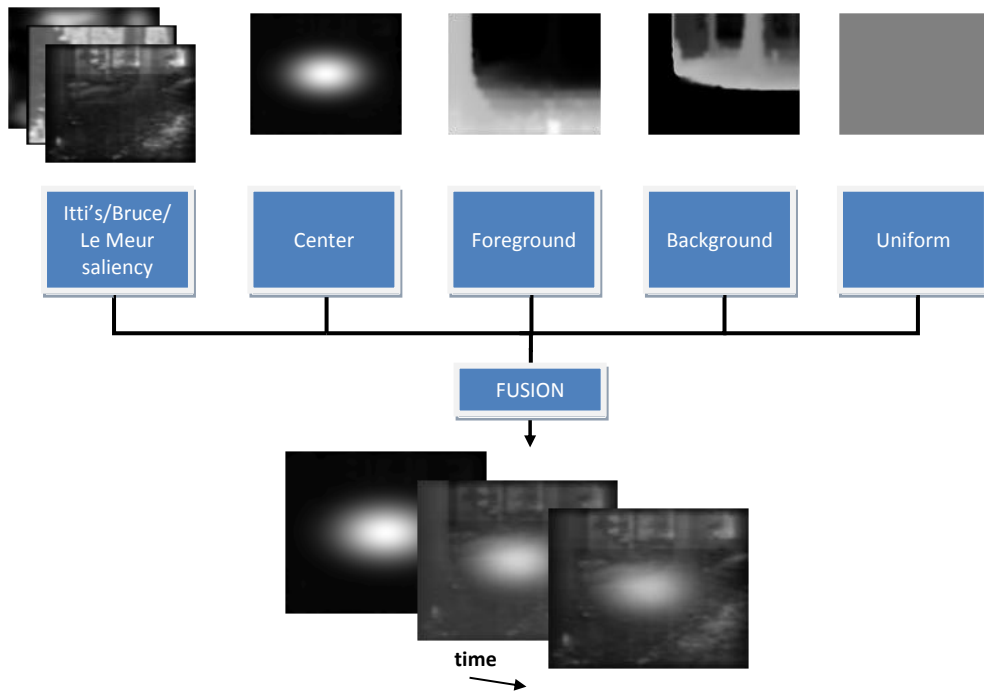 Itti's/Bruce/
Le Meur
saliency
Center
Foreground
Background
Uniform
FUSION
time